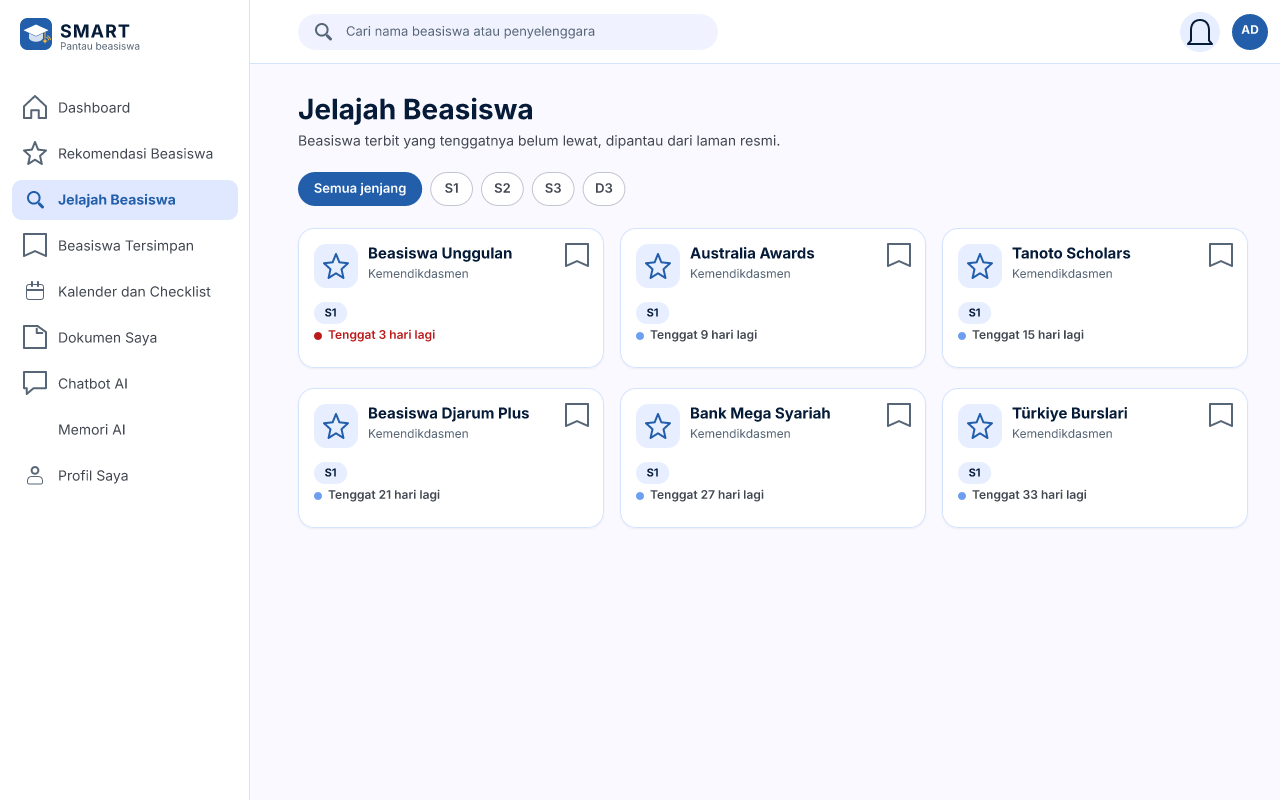 SMART
Pantau beasiswa
Cari nama beasiswa atau penyelenggara
AD
Dashboard
Rekomendasi Beasiswa
Jelajah Beasiswa
Beasiswa Tersimpan
Kalender dan Checklist
Dokumen Saya
Chatbot AI
Memori AI
Profil Saya
Jelajah Beasiswa
Beasiswa terbit yang tenggatnya belum lewat, dipantau dari laman resmi.
Semua jenjang
S1
S2
S3
D3
Beasiswa Unggulan
Kemendikdasmen
S1
Tenggat 3 hari lagi
Australia Awards
Kemendikdasmen
S1
Tenggat 9 hari lagi
Tanoto Scholars
Kemendikdasmen
S1
Tenggat 15 hari lagi
Beasiswa Djarum Plus
Kemendikdasmen
S1
Tenggat 21 hari lagi
Bank Mega Syariah
Kemendikdasmen
S1
Tenggat 27 hari lagi
Türkiye Burslari
Kemendikdasmen
S1
Tenggat 33 hari lagi